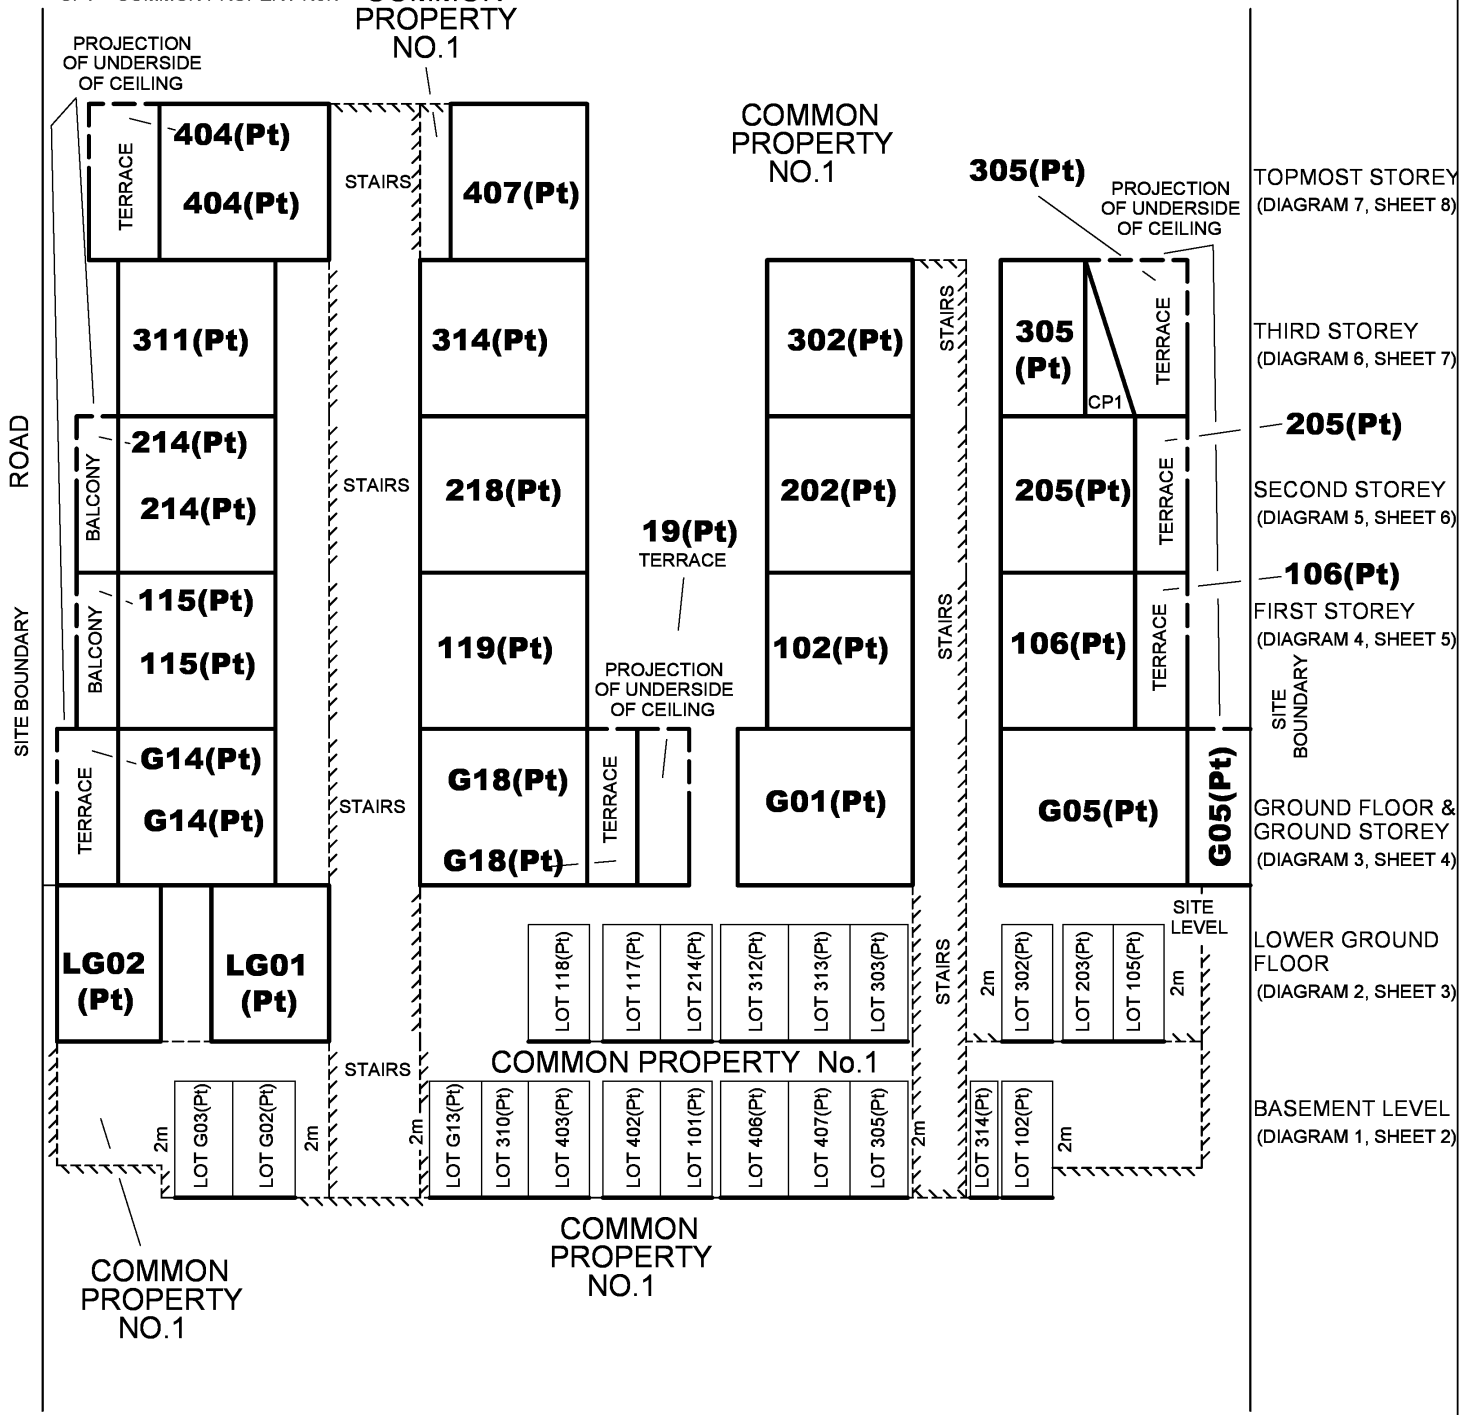 COMMON
PROPERTY
NO.1
PROJECTION
OF UNDERSIDE
OF CEILING
COMMON
PROPERTY
NO.1
TERRACE
404(Pt)
404(Pt)
STAIRS
407(Pt)
305(Pt)
PROJECTION
OF UNDERSIDE
OF CEILING
TOPMOST STOREY
(DIAGRAM 7, SHEET 8)
311(Pt)
314(Pt)
302(Pt)
STAIRS
305
(Pt)
CP1
TERRACE
THIRD STOREY
(DIAGRAM 6, SHEET 7)
ROAD
BALCONY
214(Pt)
214(Pt)
STAIRS
218(Pt)
202(Pt)
205(Pt)
TERRACE
205(Pt)
SECOND STOREY
(DIAGRAM 5, SHEET 6)
19(Pt)
TERRACE
SITE BOUNDARY
BALCONY
115(Pt)
115(Pt)
119(Pt)
102(Pt)
STAIRS
106(Pt)
TERRACE
106(Pt)
FIRST STOREY
(DIAGRAM 4, SHEET 5)
PROJECTION
OF UNDERSIDE
OF CEILING
SITE
BOUNDARY
TERRACE
G14(Pt)
G14(Pt)
STAIRS
G18(Pt)
G18(Pt)
TERRACE
G01(Pt)
G05(Pt)
G05(Pt)
GROUND FLOOR &
GROUND STOREY
(DIAGRAM 3, SHEET 4)
LG02
(Pt)
LG01
(Pt)
LOT 118(Pt)
LOT 117(Pt)
LOT 214(Pt)
LOT 312(Pt)
LOT 313(Pt)
LOT 303(Pt)
STAIRS
2m
LOT 302(Pt)
LOT 203(Pt)
LOT 105(Pt)
2m
SITE
LEVEL
LOWER GROUND
FLOOR
(DIAGRAM 2, SHEET 3)
STAIRS
COMMON PROPERTY No.1
2m
LOT G03(Pt)
LOT G02(Pt)
2m
2m
LOT G13(Pt)
LOT 310(Pt)
LOT 403(Pt)
LOT 402(Pt)
LOT 101(Pt)
LOT 406(Pt)
LOT 407(Pt)
LOT 305(Pt)
2m
LOT 314(Pt)
LOT 102(Pt)
2m
BASEMENT LEVEL
(DIAGRAM 1, SHEET 2)
COMMON
PROPERTY
NO.1
COMMON
PROPERTY
NO.1